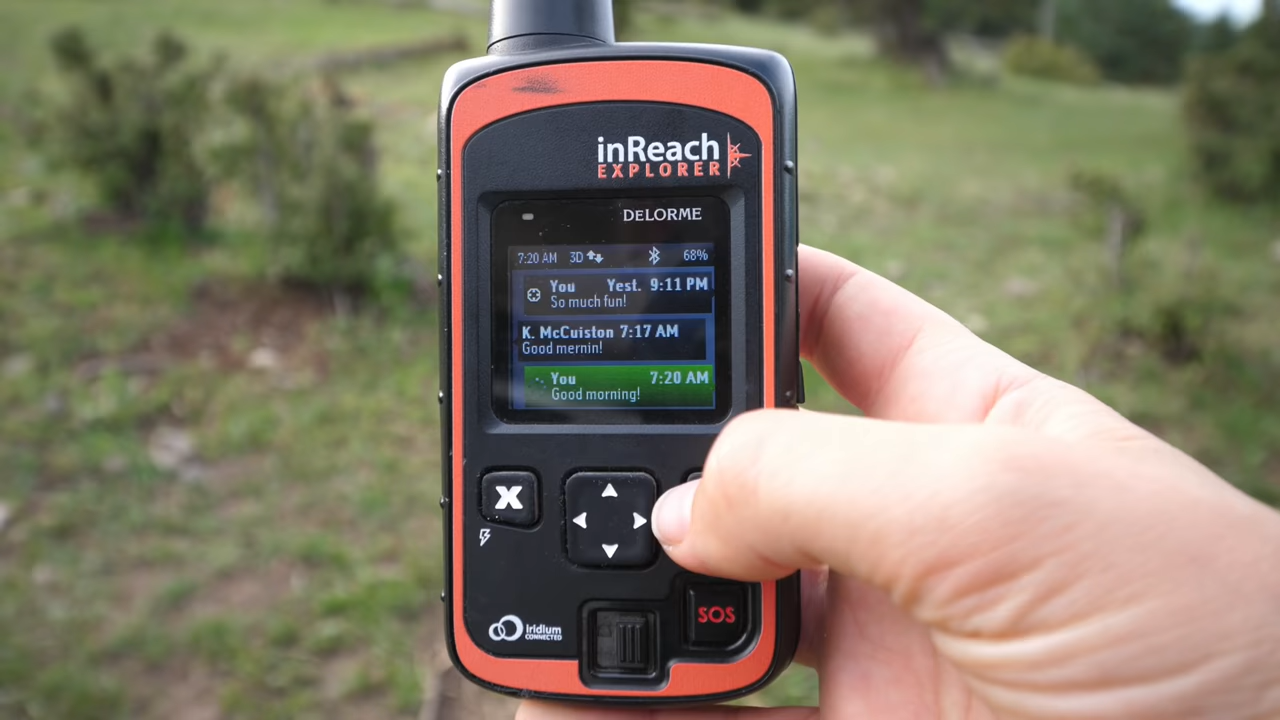 inReach
EXPLORER
DELORME
7:20 AM 3D 68%
You Yest. 9:11 PM
So much fun!
K. McCuiston 7:17 AM
Good mernin!
You 7:20 AM
Good morning!
X
SOS
iridium
CONNECTED